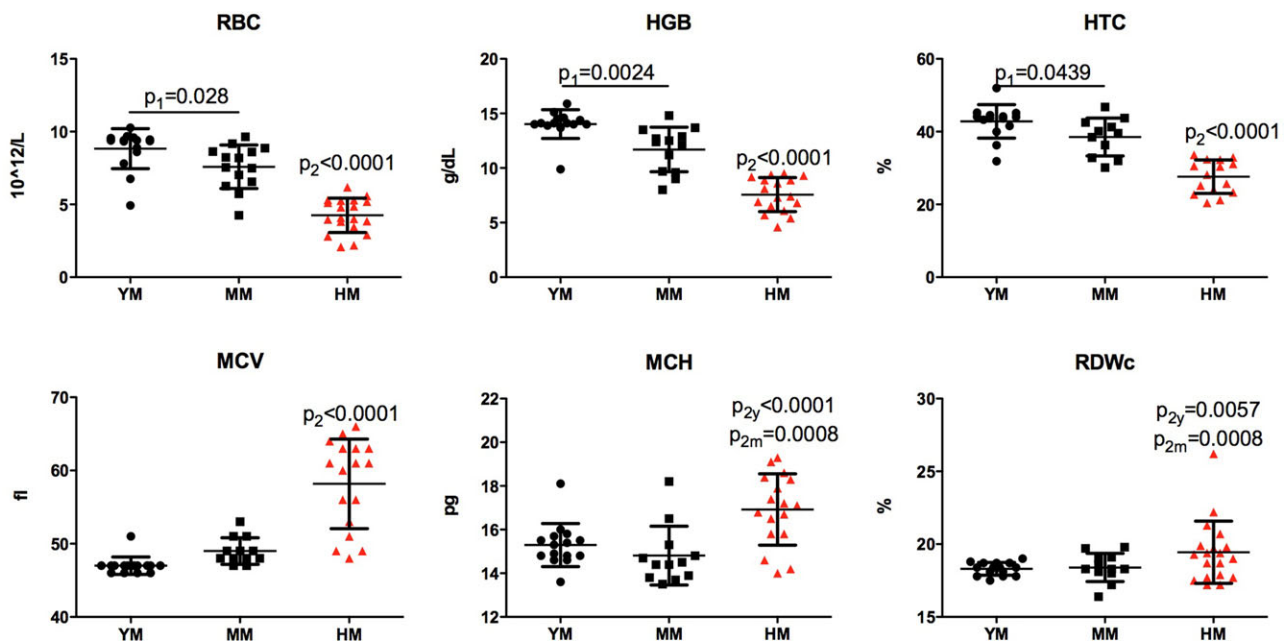 RBC
15
10
5
0
10^12/L
p1=0.028
p2<0.0001
YM MM HM
HGB
20
15
10
5
0
g/dL
p1=0.0024
p2<0.0001
YM MM HM
HTC
60
40
20
0
%
p1=0.0439
p2<0.0001
YM MM HM
MCV
70
60
50
40
fl
p2<0.0001
YM MM HM
MCH
22
20
18
16
14
12
pg
p2y<0.0001
p2m=0.0008
YM MM HM
RDWc
30
25
20
15
%
p2y=0.0057
p2m=0.0008
YM MM HM